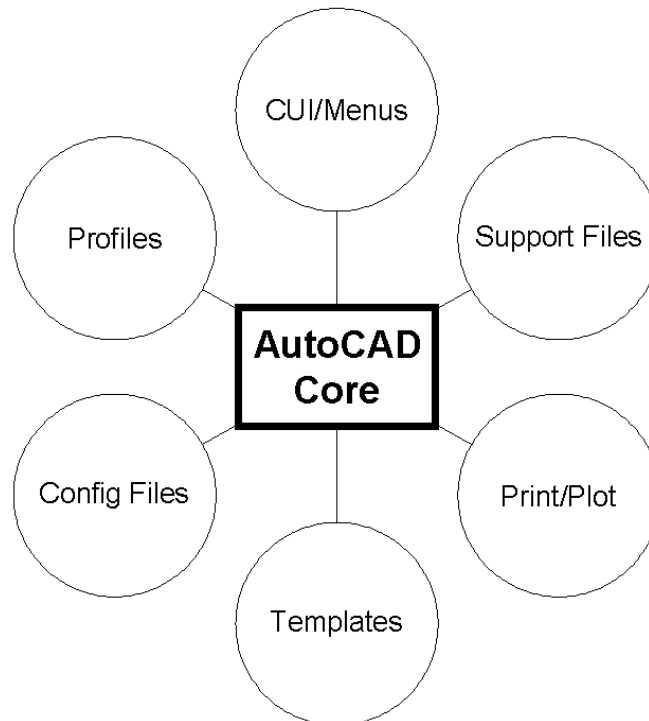 CUI/Menus
Profiles
Support Files
AutoCAD
Core
Config Files
Print/Plot
Templates